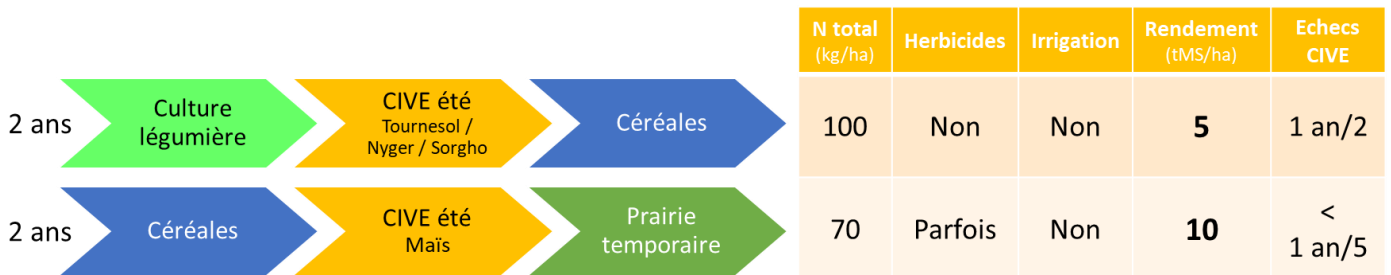 N total
(kg/ha)
Herbicides
Irrigation
Rendement
(tMS/ha)
Echecs
CIVE
2 ans
Culture
légumière
CIVE été
Tournesol /
Nyger / Sorgho
Céréales
100
Non
Non
5
1 an/2
2 ans
Céréales
CIVE été
Maïs
Prairie
temporaire
70
Parfois
Non
10
<
1 an/5